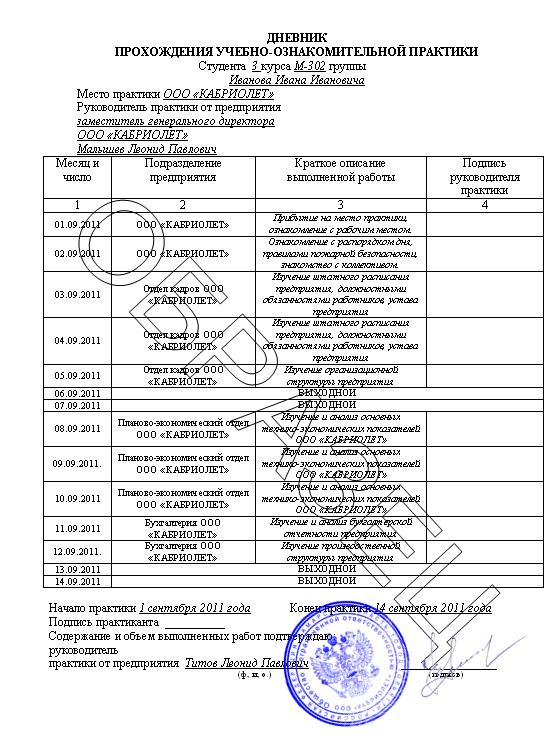 ДНЕВНИК
ПРОХОЖДЕНИЯ УЧЕБНО-ОЗНАКОМИТЕЛЬНОЙ ПРАКТИКИ
Студента 3 курса М-302 группы
Иванова Ивана Ивановича
Место практики ООО «КАБРИОЛЕТ»
Руководитель практики от предприятия
заместитель генерального директора
ООО «КАБРИОЛЕТ»
Малышев Леонид Павлович
Месяц и число Подразделение предприятия Краткое описание выполненной работы Подпись руководителя практики
1 2 3 4
01.09.2011 ООО «КАБРИОЛЕТ» Прибытие на место практики, ознакомление с рабочим местом.
02.09.2011 ООО «КАБРИОЛЕТ» Ознакомление с распорядком дня, правилами пожарной безопасности, знакомство с коллективом.
03.09.2011 Отдел кадров ООО «КАБРИОЛЕТ» Изучение штатного расписания предприятия, должностными обязанностями работников, устава предприятия
04.09.2011 Отдел кадров ООО «КАБРИОЛЕТ» Изучение штатного расписания предприятия, должностными обязанностями работников, устава предприятия
05.09.2011 Отдел кадров ООО «КАБРИОЛЕТ» Изучение организационной структуры предприятия
06.09.2011 ВЫХОДНОЙ
07.09.2011 ВЫХОДНОЙ
08.09.2011 Планово-экономический отдел ООО «КАБРИОЛЕТ» Изучение и анализ основных технико-экономических показателей ООО «КАБРИОЛЕТ»
09.09.2011. Планово-экономический отдел ООО «КАБРИОЛЕТ» Изучение и анализ основных технико-экономических показателей ООО «КАБРИОЛЕТ»
10.09.2011 Планово-экономический отдел ООО «КАБРИОЛЕТ» Изучение и анализ основных технико-экономических показателей ООО «КАБРИОЛЕТ»
11.09.2011 Бухгалтерия ООО «КАБРИОЛЕТ» Изучение и анализ бухгалтерской отчетности предприятия
12.09.2011. Бухгалтерия ООО «КАБРИОЛЕТ» Изучение производственной структуры предприятия
13.09.2011 ВЫХОДНОЙ
14.09.2011 ВЫХОДНОЙ
ОБРАЗЕЦ
Начало практики 1 сентября 2011 года Конец практики 14 сентября 2011 года
Подпись практиканта
Содержание и объем выполненных работ подтверждаю
руководитель
практики от предприятия Титов Леонид Павлович
(ф., и., о.) (подпись)